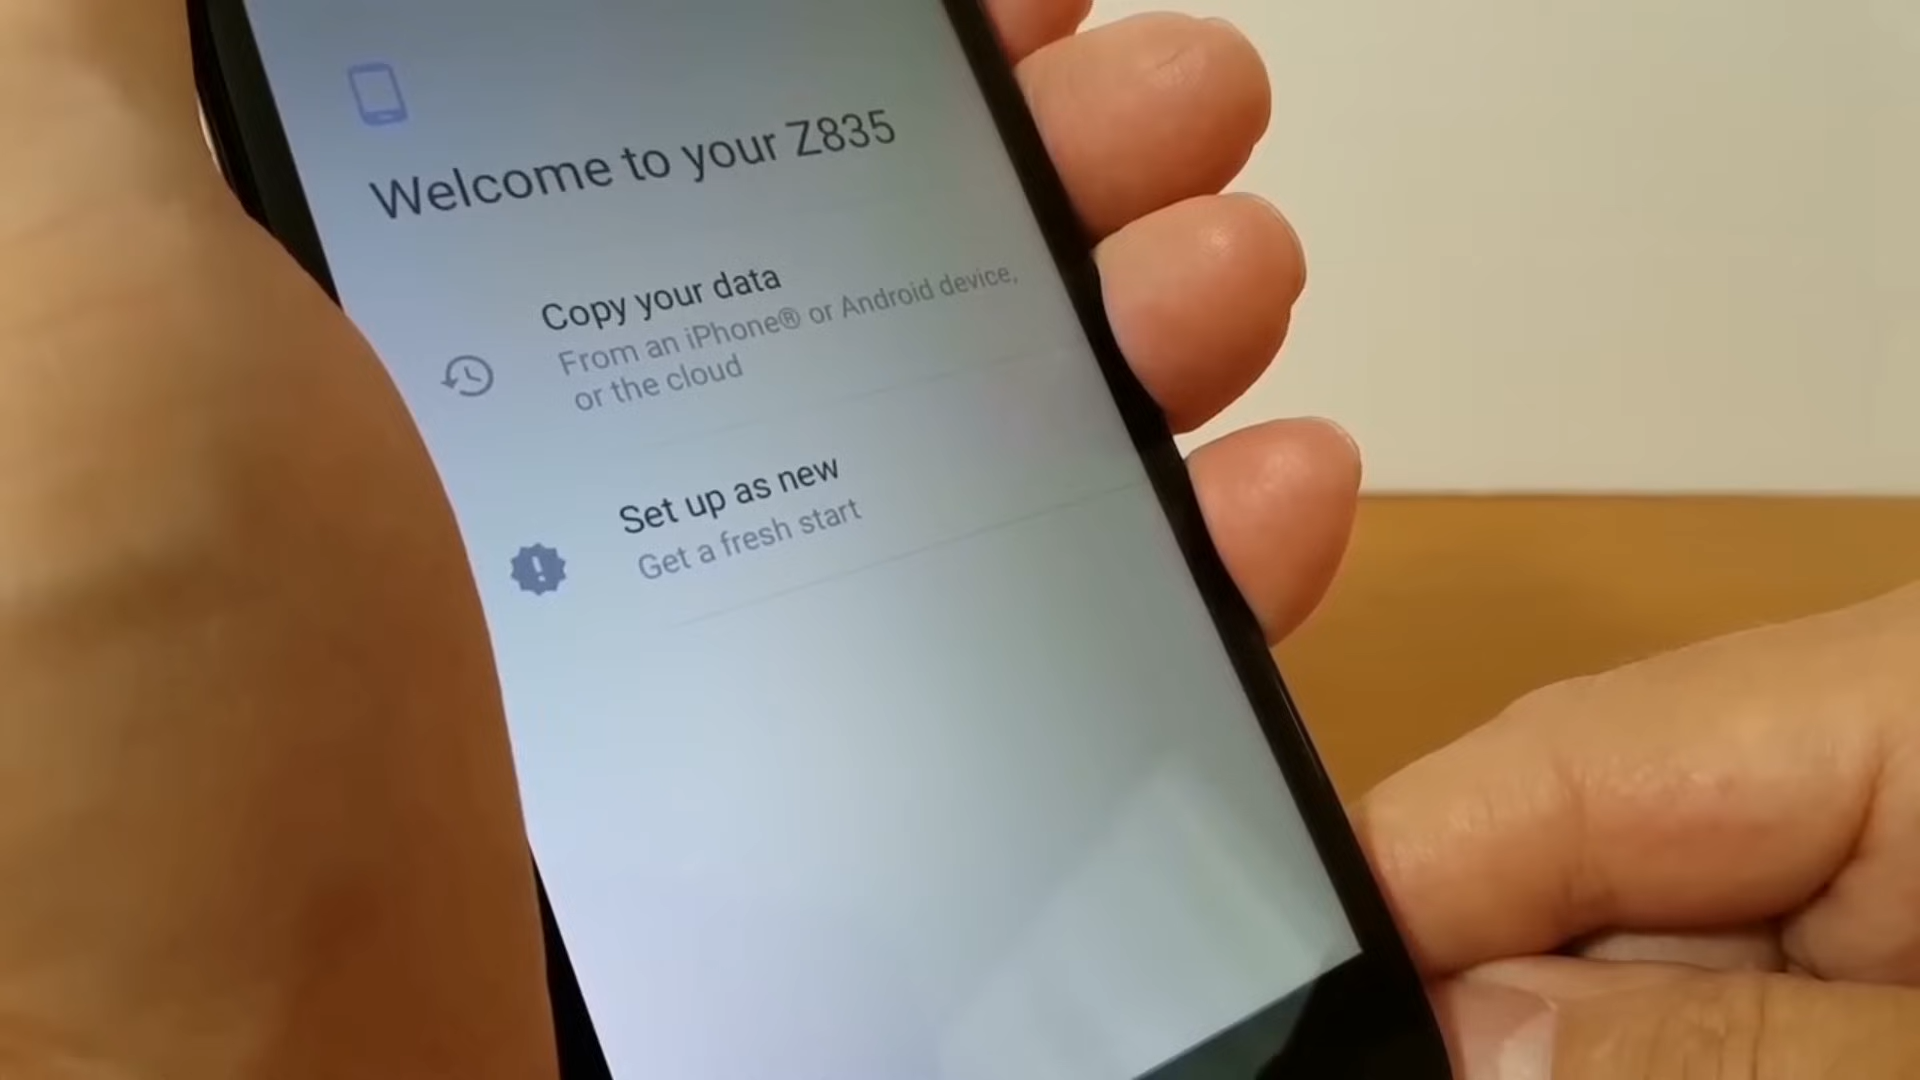 Welcome to your Z835
Copy your data
From an iPhone® or Android device,
or the cloud
Set up as new
Get a fresh start